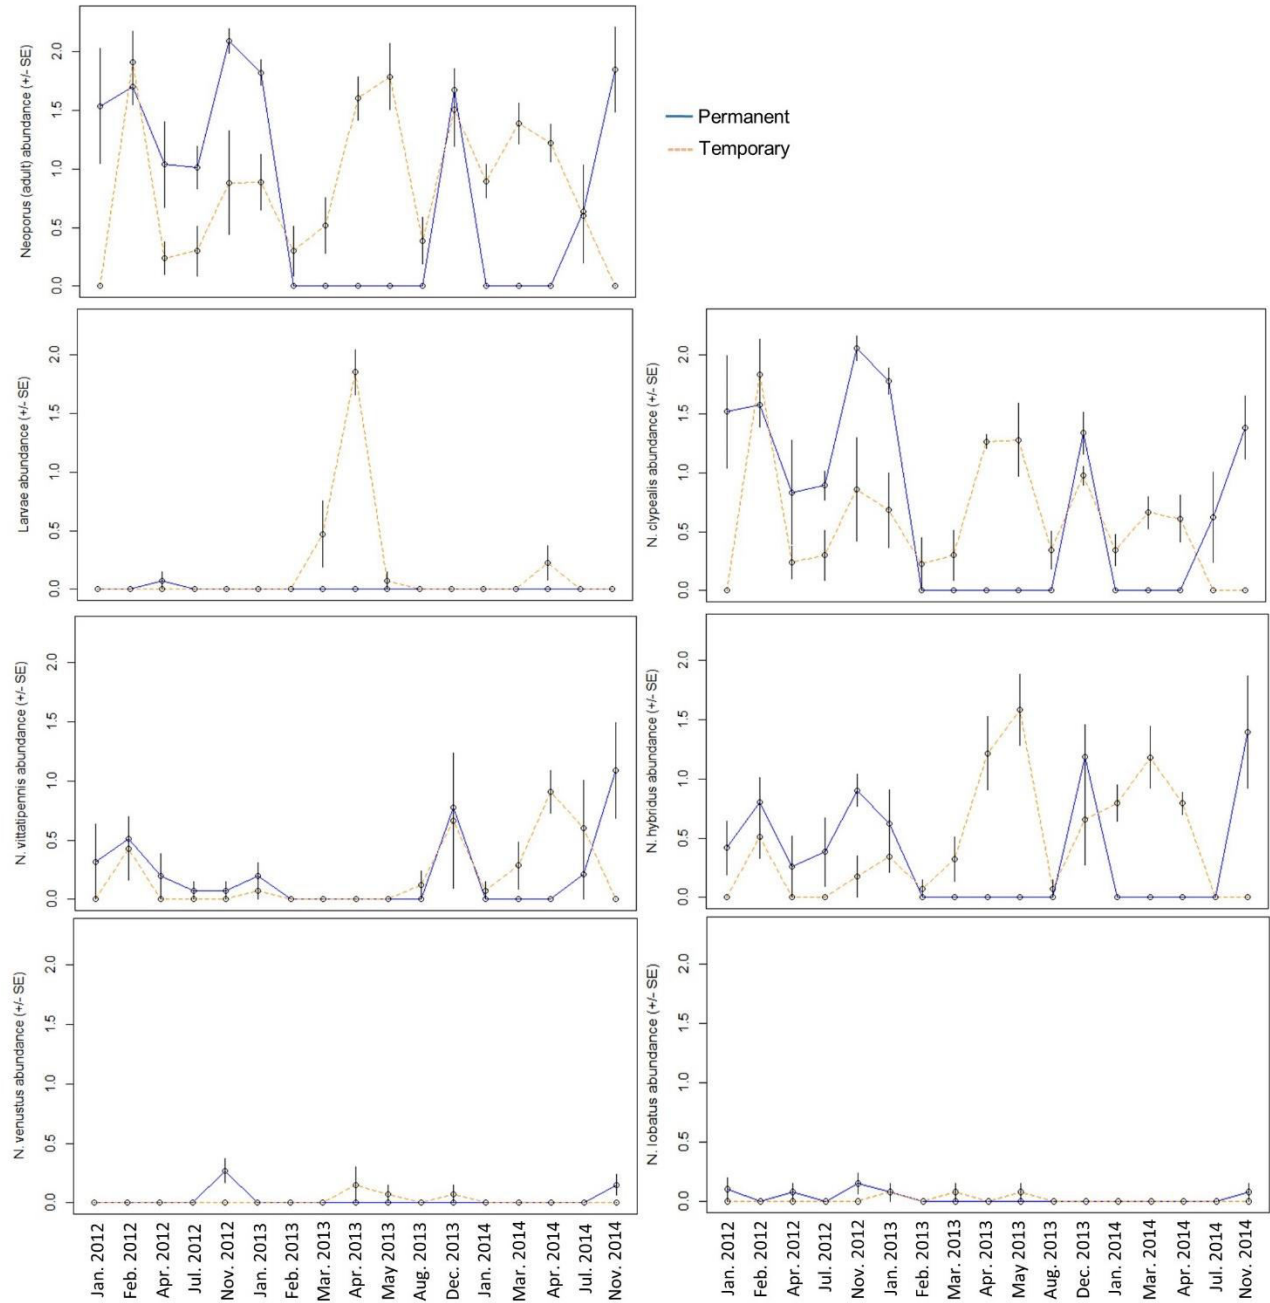 Neoporus (adult) abundance (+/- SE)
2.0
1.5
1.0
0.5
0.0
Permanent
Temporary
Larvae abundance (+/- SE)
2.0
1.5
1.0
0.5
0.0
N. clypealis abundance (+/- SE)
2.0
1.5
1.0
0.5
0.0
N. vittatipennis abundance (+/- SE)
2.0
1.5
1.0
0.5
0.0
N. hybridus abundance (+/- SE)
2.0
1.5
1.0
0.5
0.0
N. venustus abundance (+/- SE)
2.0
1.5
1.0
0.5
0.0
N. lobatus abundance (+/- SE)
2.0
1.5
1.0
0.5
0.0
Jan. 2012
Feb. 2012
Apr. 2012
Jul. 2012
Nov. 2012
Jan. 2013
Feb. 2013
Mar. 2013
Apr. 2013
May 2013
Aug. 2013
Dec. 2013
Jan. 2014
Mar. 2014
Apr. 2014
Jul. 2014
Nov. 2014
Jan. 2012
Feb. 2012
Apr. 2012
Jul. 2012
Nov. 2012
Jan. 2013
Feb. 2013
Mar. 2013
Apr. 2013
May 2013
Aug. 2013
Dec. 2013
Jan. 2014
Mar. 2014
Apr. 2014
Jul. 2014
Nov. 2014